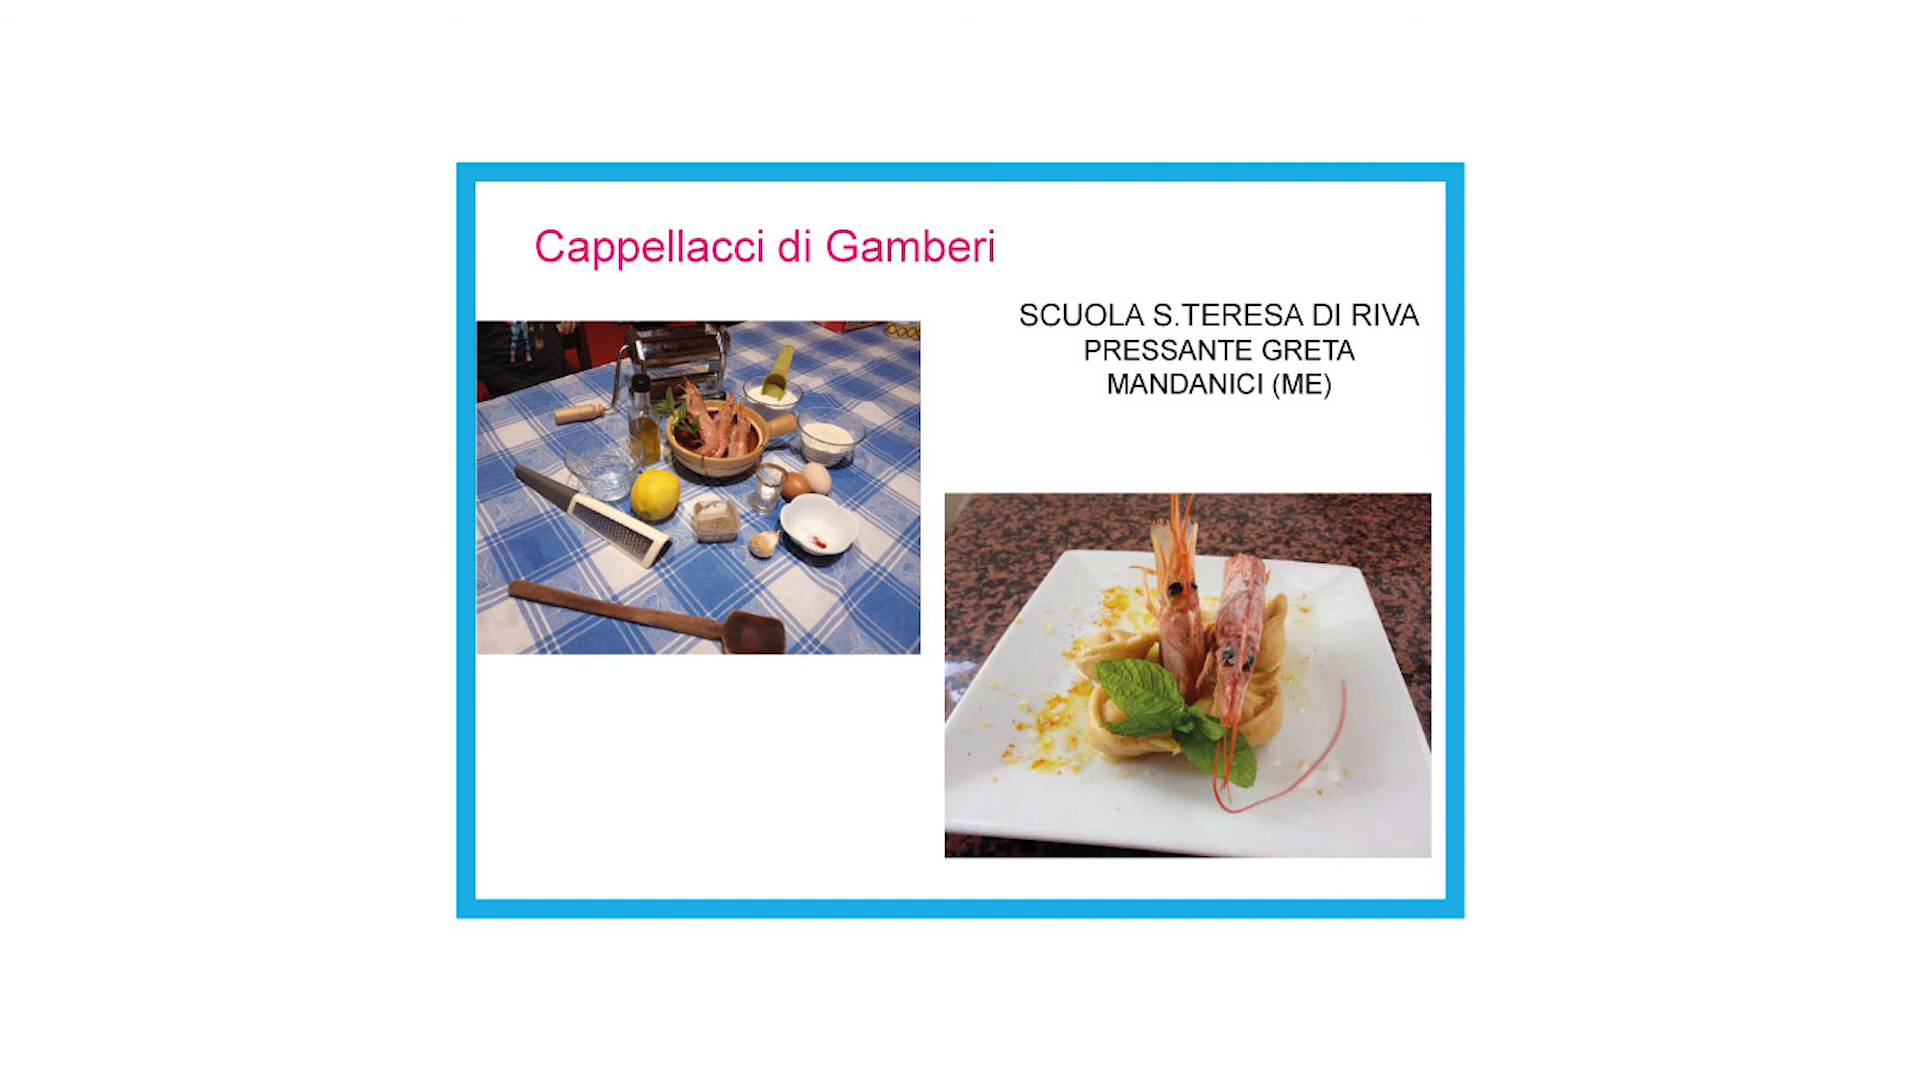 Cappellacci di Gamberi
SCUOLA S.TERESA DI RIVA
PRESSANTE GRETA
MANDANICI (ME)